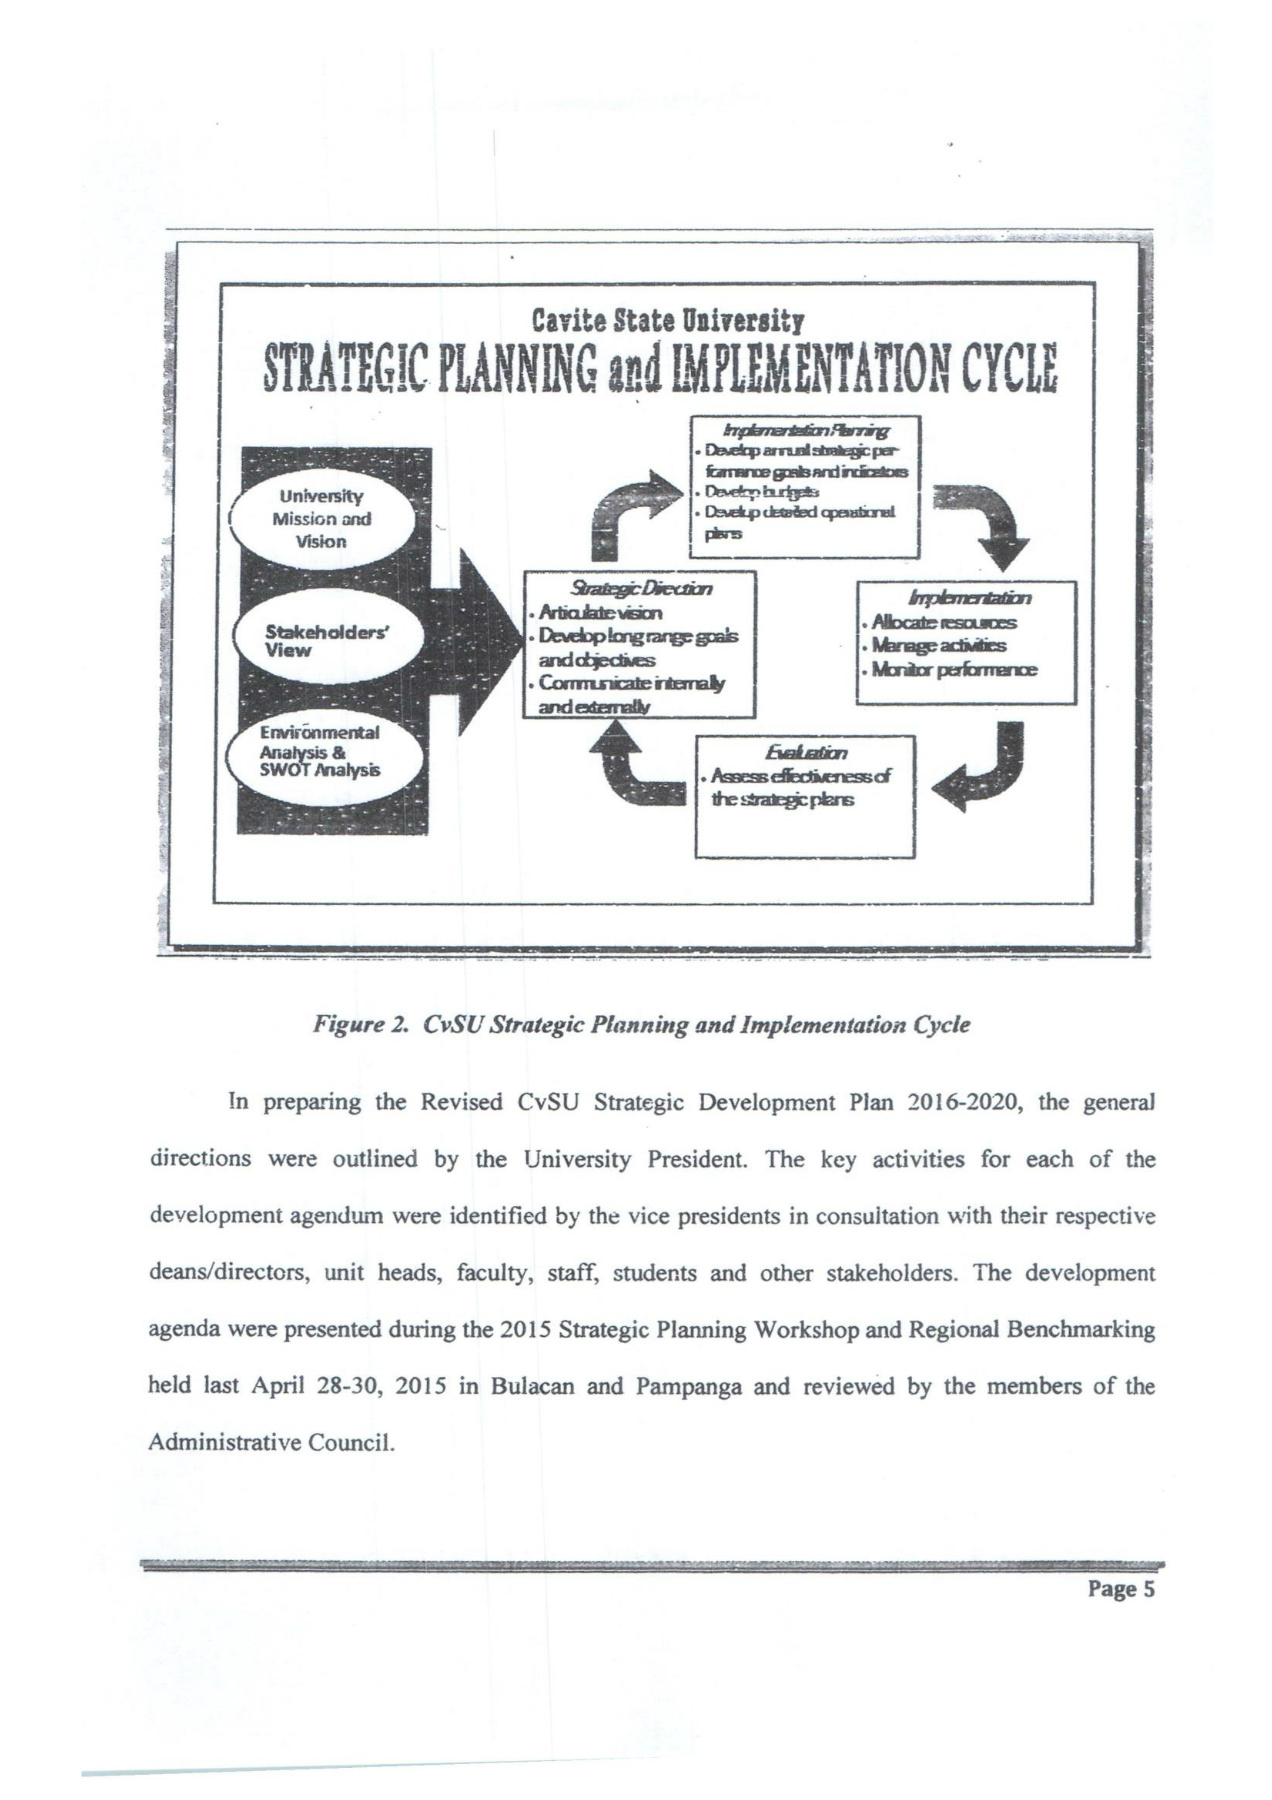 Cavite State University
STRATEGIC PLANNING and IMPLEMENTATION CYCLE
University
Mission and
Vision
Stakeholders'
View
Environmental
Analysis &
SWOT Analysis
Strategic Direction
• Articulate vision
• Develop long range goals
and objectives
• Communicate internally
and externally
Implementation Planning
• Develop annual strategic per-
formance goals and indicators
• Develop budgets
• Develop detailed operational
plans
Implementation
• Allocate resources
• Manage activities
• Monitor performance
Evaluation
• Assess effectiveness of
the strategic plans
Figure 2. CvSU Strategic Planning and Implementation Cycle
In preparing the Revised CvSU Strategic Development Plan 2016-2020, the general
directions were outlined by the University President. The key activities for each of the
development agendum were identified by the vice presidents in consultation with their respective
deans/directors, unit heads, faculty, staff, students and other stakeholders. The development
agenda were presented during the 2015 Strategic Planning Workshop and Regional Benchmarking
held last April 28-30, 2015 in Bulacan and Pampanga and reviewed by the members of the
Administrative Council.
Page 5